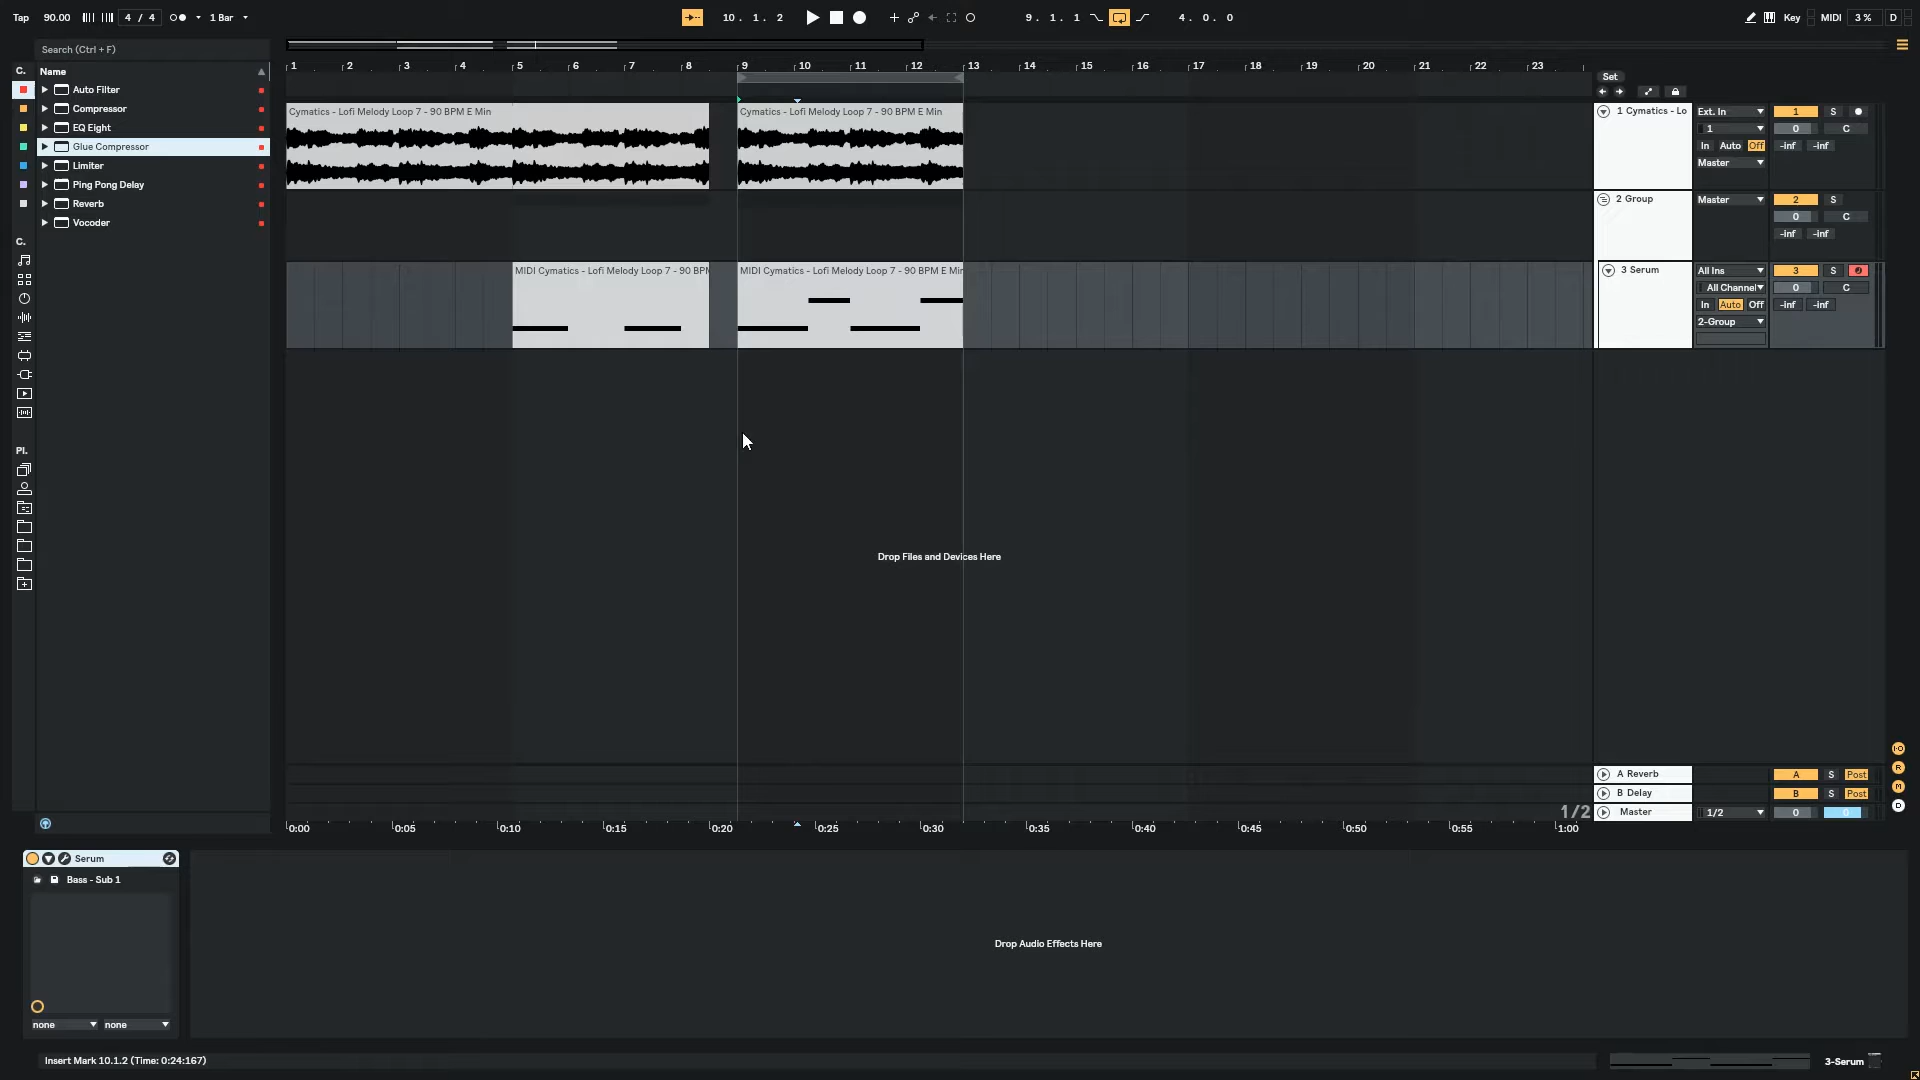 Tap 90.00 4 / 4 1 Bar 10 . 1 . 2 9 . 1 . 1 4 . 0 . 0 Key MIDI 3 % D
Search (Ctrl + F)
C. Name
Auto Filter
Compressor
EQ Eight
Glue Compressor
Limiter
Ping Pong Delay
Reverb
Vocoder
C.
Pl.
1 2 3 4 5 6 7 8 9 10 11 12 13 14 15 16 17 18 19 20 21 22 23
Set
Cymatics - Lofi Melody Loop 7 - 90 BPM E Min
Cymatics - Lofi Melody Loop 7 - 90 BPM E Min
1 Cymatics - Lo Ext. In 1 S
1 0 C
In Auto Off -inf -inf
Master
2 Group Master 2 S
0 C
-inf -inf
MIDI Cymatics - Lofi Melody Loop 7 - 90 BPM
MIDI Cymatics - Lofi Melody Loop 7 - 90 BPM E Min
3 Serum All Ins 3 S
All Channel 0 C
In Auto Off -inf -inf
2-Group
Drop Files and Devices Here
A Reverb A S Post
B Delay B S Post
1/2 Master 1/2 0 0
0:00 0:05 0:10 0:15 0:20 0:25 0:30 0:35 0:40 0:45 0:50 0:55 1:00
Serum
Bass - Sub 1
Drop Audio Effects Here
none none
Insert Mark 10.1.2 (Time: 0:24:167)
3-Serum